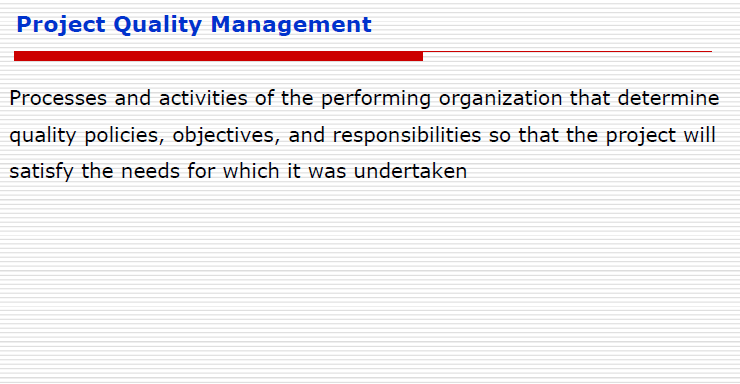 Project Quality Management
Processes and activities of the performing organization that determine
quality policies, objectives, and responsibilities so that the project will
satisfy the needs for which it was undertaken